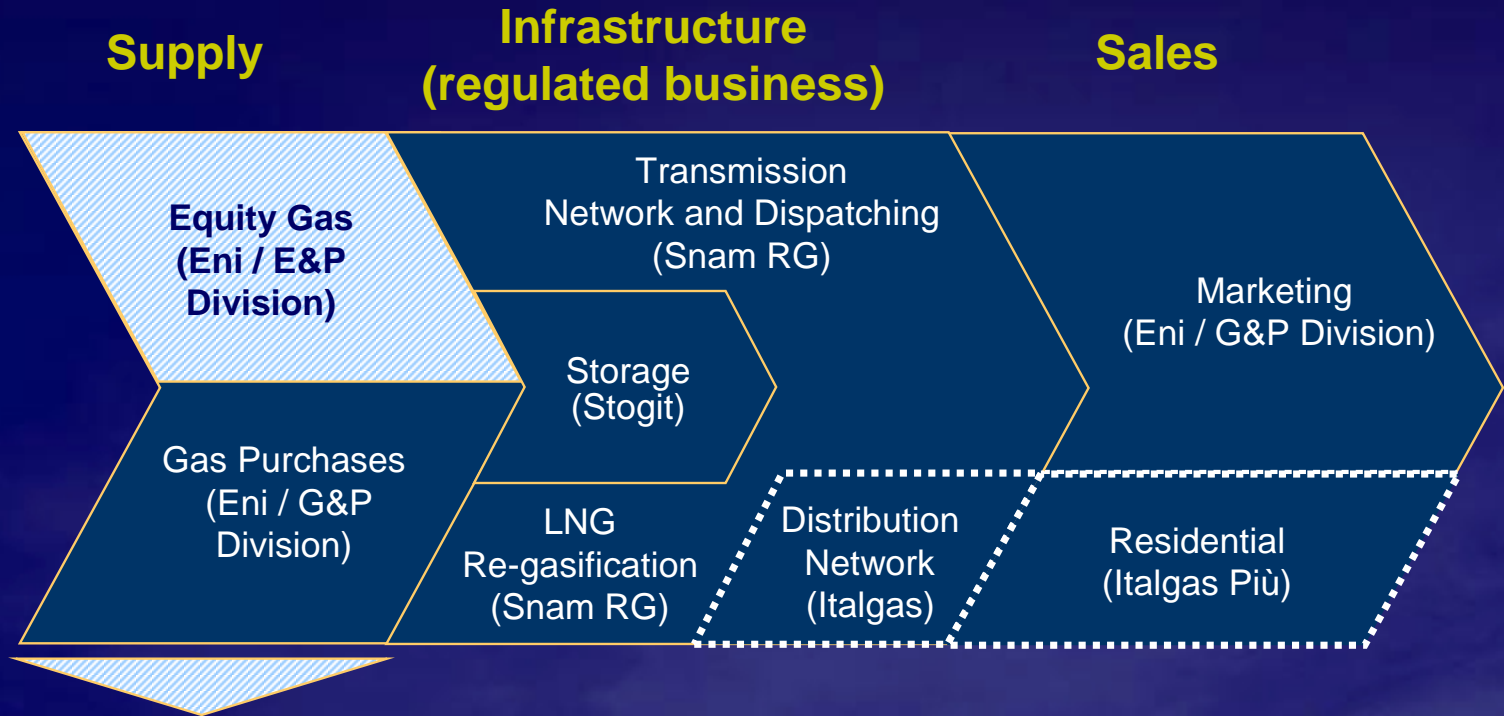 Supply
Infrastructure
(regulated business)
Sales
Equity Gas
(Eni / E&P
Division)
Gas Purchases
(Eni / G&P
Division)
Transmission
Network and Dispatching
(Snam RG)
Storage
(Stogit)
LNG
Re-gasification
(Snam RG)
Distribution
Network
(Italgas)
Marketing
(Eni / G&P Division)
Residential
(Italgas Più)